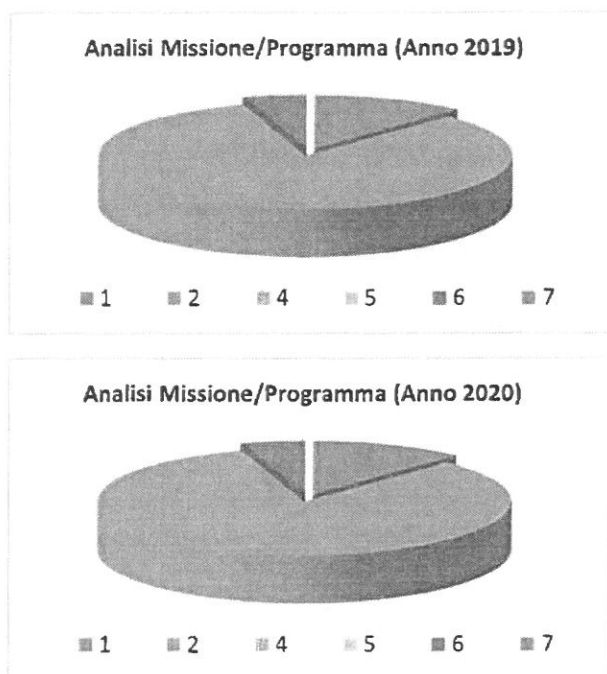 Analisi Missione/Programma (Anno 2019)
1 2 4 5 6 7
Analisi Missione/Programma (Anno 2020)
1 2 4 5 6 7